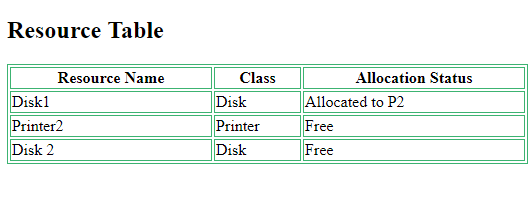 Resource Table
Resource Name Class Allocation Status
Disk1 Disk Allocated to P2
Printer2 Printer Free
Disk 2 Disk Free